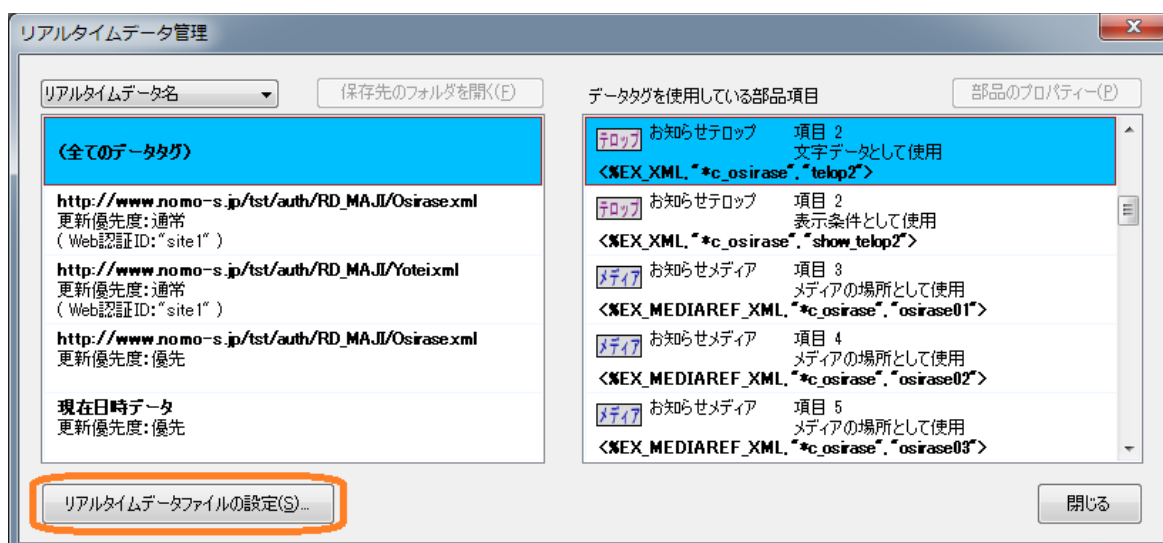 リアルタイムデータ管理
リアルタイムデータ名
保存先のフォルダを開く(F)
データタグを使用している部品項目
部品のプロパティー(P)
(全てのデータタグ)
http://www.nomo-s.jp/tst/auth/RD_MAJI/Osirase.xml
更新優先度:通常
( Web認証ID:"site1" )
http://www.nomo-s.jp/tst/auth/RD_MAJI/Yotei.xml
更新優先度:通常
( Web認証ID:"site1" )
http://www.nomo-s.jp/tst/auth/RD_MAJI/Osirase.xml
更新優先度:優先
現在日時データ
更新優先度:優先
テロップ お知らせテロップ 項目 2
文字データとして使用
<%EX_XML,"*c_osirase","telop2">
テロップ お知らせテロップ 項目 2
表示条件として使用
<%EX_XML,"*c_osirase","show_telop2">
メディア お知らせメディア 項目 3
メディアの場所として使用
<%EX_MEDIAREF_XML,"*c_osirase","osirase01">
メディア お知らせメディア 項目 4
メディアの場所として使用
<%EX_MEDIAREF_XML,"*c_osirase","osirase02">
メディア お知らせメディア 項目 5
メディアの場所として使用
<%EX_MEDIAREF_XML,"*c_osirase","osirase03">
リアルタイムデータファイルの設定(S)...
閉じる